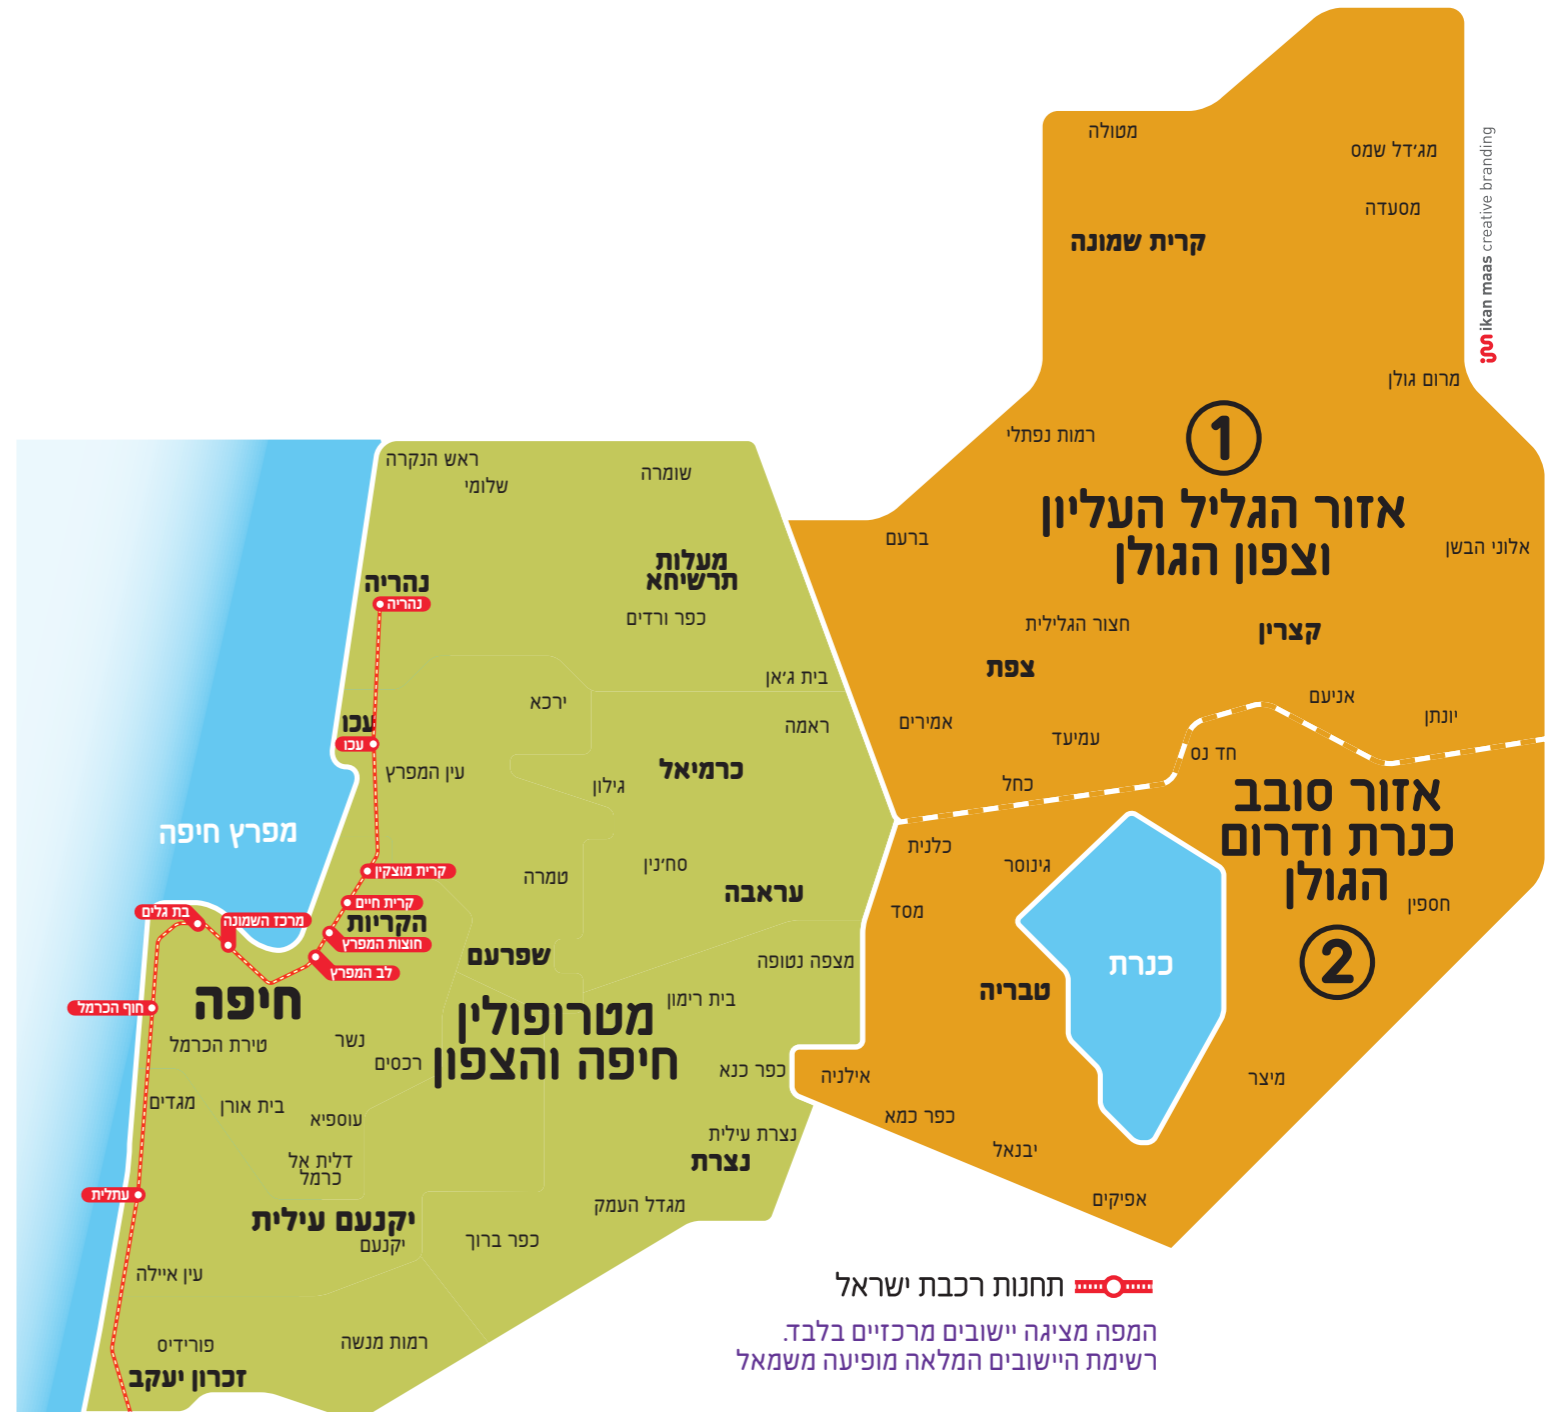 מטולה
מג'דל שמס
מסעדה
קרית שמונה
ikan maas creative branding
מרום גולן
רמות נפתלי
1
אזור הגליל העליון
וצפון הגולן
ברעם
אלוני הבשן
חצור הגלילית
קצרין
צפת
אניעם
יונתן
אמירים
עמיעד
חד נס
כחל
אזור סובב
כנרת ודרום
הגולן
2
כלנית
גינוסר
חספין
מסד
כנרת
טבריה
אילניה
מיצר
כפר כמא
יבנאל
אפיקים
ראש הנקרה
שלומי
שומרה
מעלות
תרשיחא
נהריה
נהריה
כפר ורדים
בית ג'אן
ירכא
ראמה
עכו
עכו
עין המפרץ
כרמיאל
גילון
מפרץ חיפה
סח'נין
טמרה
עראבה
קרית מוצקין
קרית חיים
הקריות
חוצות המפרץ
לב המפרץ
מרכז השמונה
בת גלים
שפרעם
מצפה נטופה
בית רימון
חיפה
חוף הכרמל
מטרופולין
חיפה והצפון
טירת הכרמל
נשר
רכסים
כפר כנא
מגדים
בית אורן
עוספיא
נצרת עילית
נצרת
דלית אל
כרמל
עתלית
מגדל העמק
יקנעם עילית
יקנעם
כפר ברוך
עין איילה
פורידיס
רמות מנשה
זכרון יעקב
תחנות רכבת ישראל
המפה מציגה יישובים מרכזיים בלבד.
רשימת היישובים המלאה מופיעה משמאל